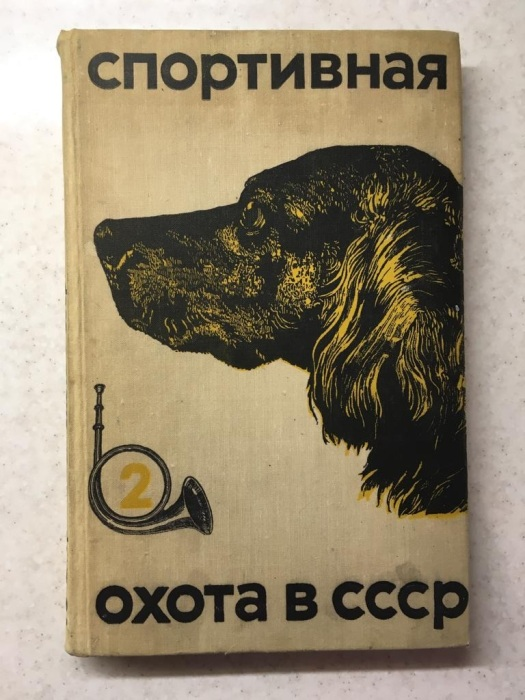 спортивная
2
охота в ссср